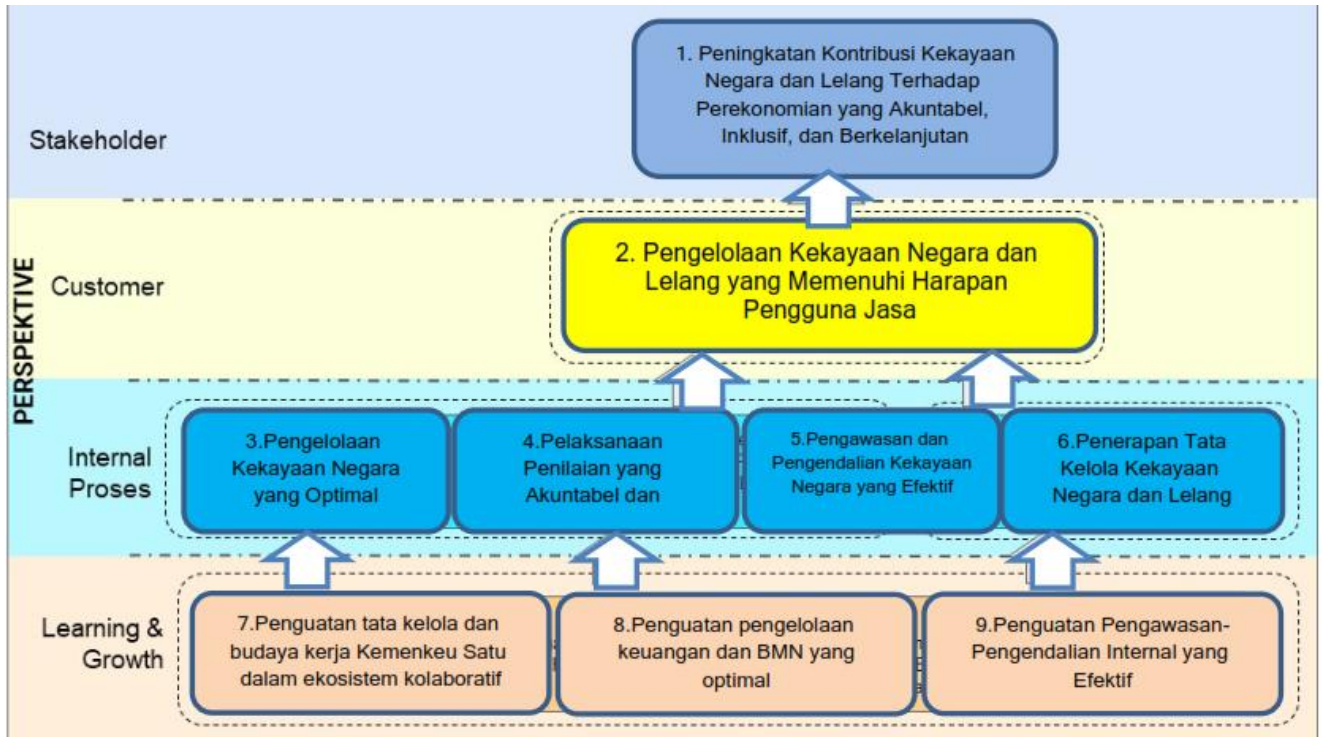 PERSPEKTIVE
Stakeholder
1. Peningkatan Kontribusi Kekayaan
Negara dan Lelang Terhadap
Perekonomian yang Akuntabel,
Inklusif, dan Berkelanjutan
Customer
2. Pengelolaan Kekayaan Negara dan
Lelang yang Memenuhi Harapan
Pengguna Jasa
Internal
Proses
3.Pengelolaan
Kekayaan Negara
yang Optimal
4.Pelaksanaan
Penilaian yang
Akuntabel dan
5.Pengawasan dan
Pengendalian Kekayaan
Negara yang Efektif
6.Penerapan Tata
Kelola Kekayaan
Negara dan Lelang
Learning &
Growth
7.Penguatan tata kelola dan
budaya kerja Kemenkeu Satu
dalam ekosistem kolaboratif
8.Penguatan pengelolaan
keuangan dan BMN yang
optimal
9.Penguatan Pengawasan-
Pengendalian Internal yang
Efektif